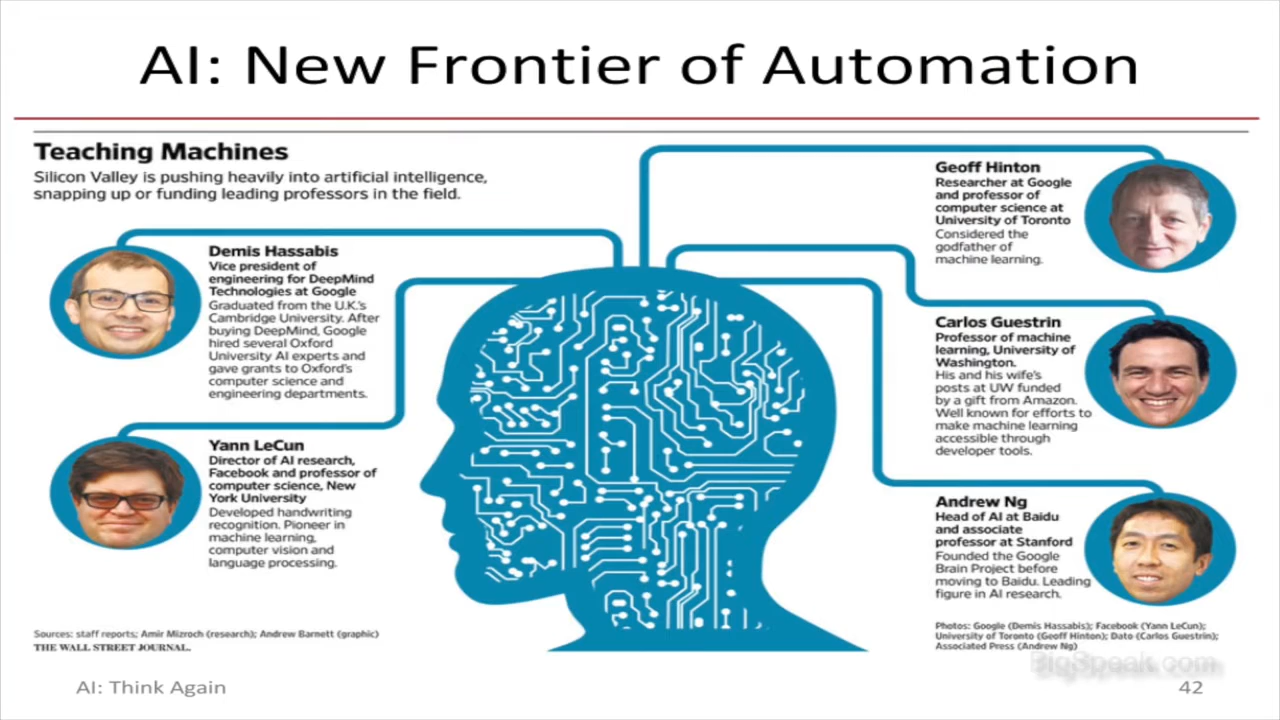 AI: New Frontier of Automation
Teaching Machines
Silicon Valley is pushing heavily into artificial intelligence,
snapping up or funding leading professors in the field.
Demis Hassabis
Vice president of
engineering for DeepMind
Technologies at Google
Graduated from the U.K.'s
Cambridge University. After
buying DeepMind, Google
hired several Oxford
University AI experts and
gave grants to Oxford's
computer science and
engineering departments.
Yann LeCun
Director of AI research,
Facebook and professor of
computer science, New
York University
Developed handwriting
recognition. Pioneer in
machine learning,
computer vision and
language processing.
Geoff Hinton
Researcher at Google
and professor of
computer science at
University of Toronto
Considered the
godfather of
machine learning.
Carlos Guestrin
Professor of machine
learning, University of
Washington.
His and his wife's
posts at UW funded
by a gift from Amazon.
Well known for efforts to
make machine learning
accessible through
developer tools.
Andrew Ng
Head of AI at Baidu
and associate
professor at Stanford
Founded the Google
Brain Project before
moving to Baidu. Leading
figure in AI research.
Sources: staff reports; Amir Mizroch (research); Andrew Barnett (graphic)
THE WALL STREET JOURNAL.
Photos: Google (Demis Hassabis); Facebook (Yann LeCun);
University of Toronto (Geoff Hinton); Dato (Carlos Guestrin);
Associated Press (Andrew Ng)
BigSpeak.com
AI: Think Again
42